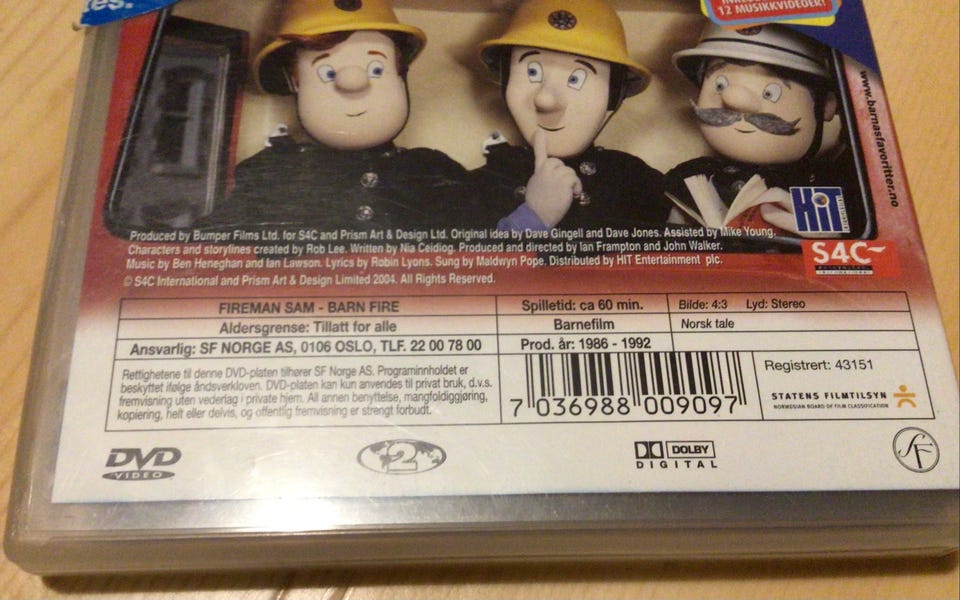 es.
12 MUSIKKVIDEOER!
www.barnasfavoritter.no
HiT
S4C
Produced by Bumper Films Ltd. for S4C and Prism Art & Design Ltd. Original idea by Dave Gingell and Dave Jones. Assisted by Mike Young.
Characters and storylines created by Rob Lee. Written by Nia Ceidiog. Produced and directed by Ian Frampton and John Walker.
Music by Ben Heneghan and Ian Lawson. Lyrics by Robin Lyons. Sung by Maldwyn Pope. Distributed by HIT Entertainment plc.
© S4C International and Prism Art & Design Limited 2004. All Rights Reserved.
FIREMAN SAM - BARN FIRE
Spilletid: ca 60 min.
Bilde: 4:3 Lyd: Stereo
Aldersgrense: Tillatt for alle
Barnefilm
Norsk tale
Ansvarlig: SF NORGE AS, 0106 OSLO, TLF. 22 00 78 00
Prod. år: 1986 - 1992
Rettighetene til denne DVD-platen tilhører SF Norge AS. Programinnholdet er
beskyttet ifølge åndsverkloven. DVD-platen kan kun anvendes til privat bruk, d.v.s.
fremvisning uten vederlag i private hjem. All annen benyttelse, mangfoldiggjøring,
kopiering, helt eller delvis, og offentlig fremvisning er strengt forbudt.
7 036988 009097
Registrert: 43151
STATENS FILMTILSYN
NORWEGIAN BOARD OF FILM CLASSIFICATION
DVD
VIDEO
2
DOLBY
DIGITAL
SF